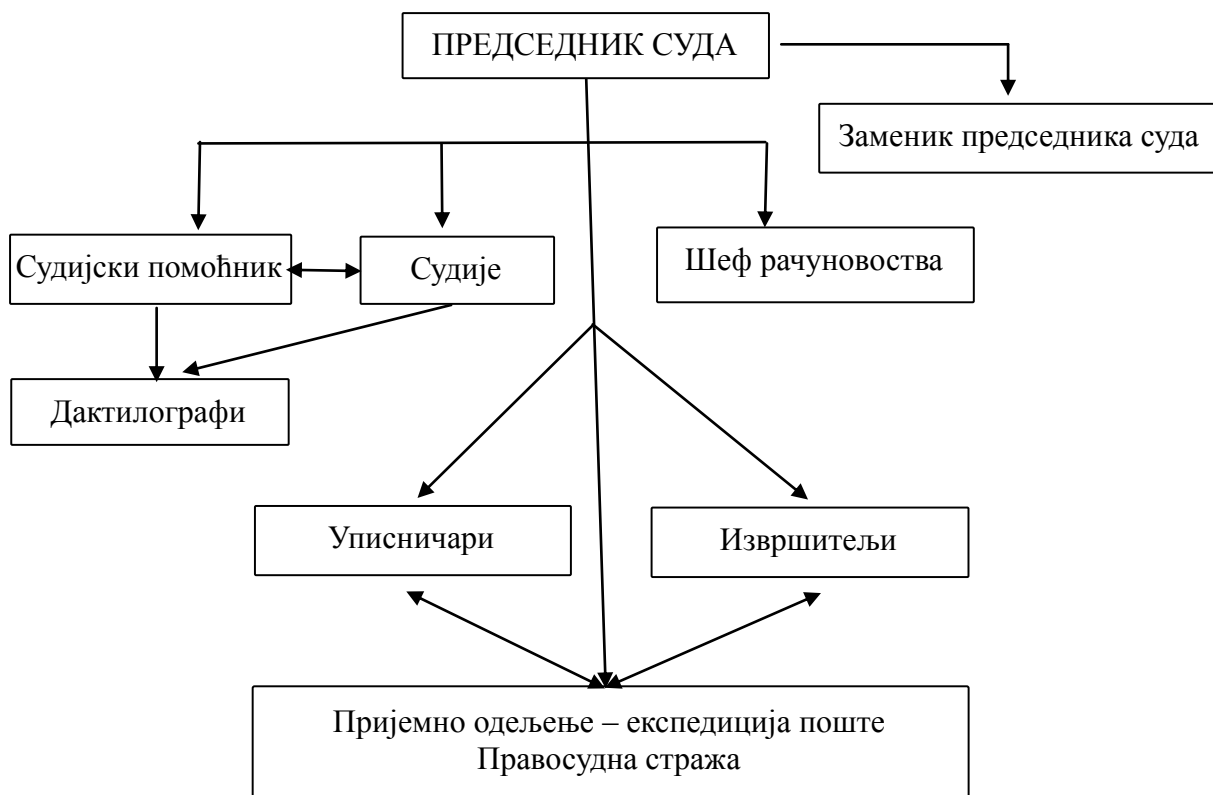 ПРЕДСЕДНИК СУДА
Заменик председника суда
Судијски помоћник
Судије
Шеф рачуновоства
Дактилографи
Уписничари
Извршитељи
Пријемно одељење – експедиција поште
Правосудна стража